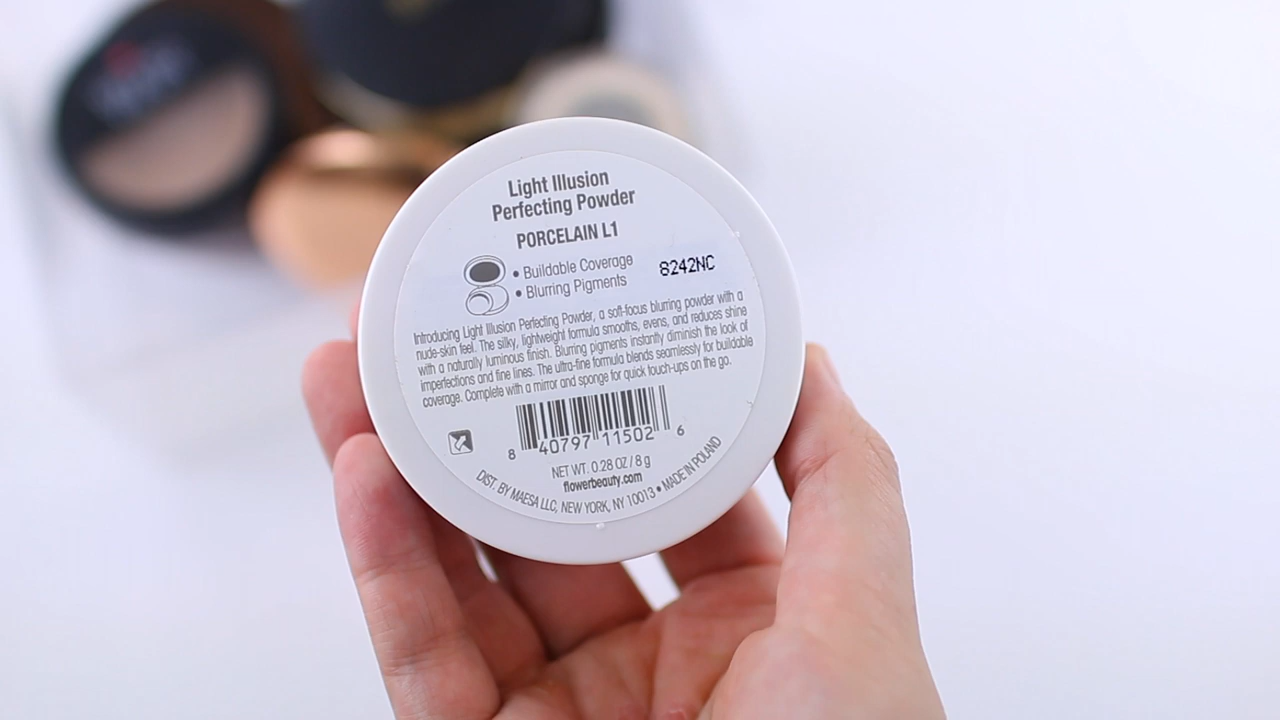 Light Illusion
Perfecting Powder
PORCELAIN L1
• Buildable Coverage
• Blurring Pigments
8242NC
Introducing Light Illusion Perfecting Powder, a soft-focus blurring powder with a
nude-skin feel. The silky, lightweight formula smooths, evens, and reduces shine
with a naturally luminous finish. Blurring pigments instantly diminish the look of
imperfections and fine lines. The ultra-fine formula blends seamlessly for buildable
coverage. Complete with a mirror and sponge for quick touch-ups on the go.
8 40797 11502 6
NET WT. 0.28 OZ / 8 g
flowerbeauty.com
DIST. BY MAESA LLC, NEW YORK, NY 10013 • MADE IN POLAND